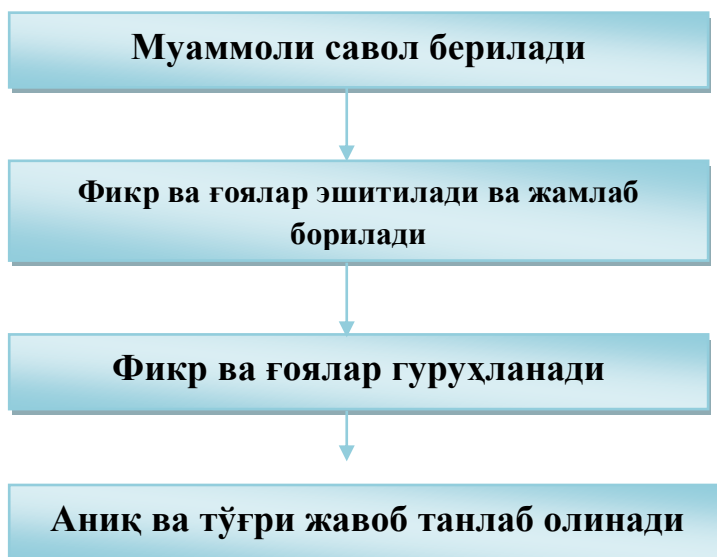 Муаммоли савол берилади
Фикр ва ғоялар эшитилади ва жамлаб
борилади
Фикр ва ғоялар гуруҳланади
Аниқ ва тўғри жавоб танлаб олинади